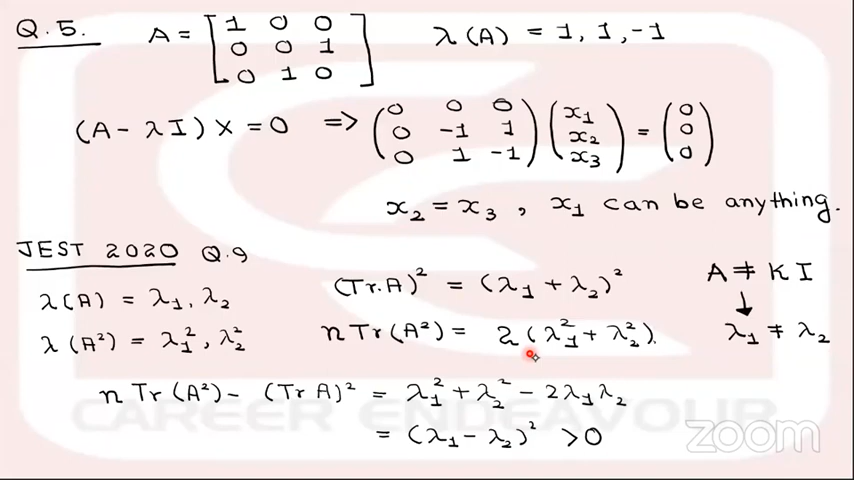 Q.5. A = [1 0 0; 0 0 1; 0 1 0] λ(A) = 1, 1, -1
(A - λI) X = 0 => (0 0 0; 0 -1 1; 0 1 -1) (x₁; x₂; x₃) = (0; 0; 0)
x₂ = x₃ , x₁ can be anything.
JEST 2020 Q.9
λ(A) = λ₁, λ₂ (Tr.A)² = (λ₁ + λ₂)² A ≠ KI
λ(A²) = λ₁², λ₂² n Tr(A²) = 2(λ₁² + λ₂²). ↓ λ₁ ≠ λ₂
n Tr(A²) - (Tr A)² = λ₁² + λ₂² - 2λ₁λ₂
= (λ₁ - λ₂)² > 0
CAREER ENDEAVOUR
zoom